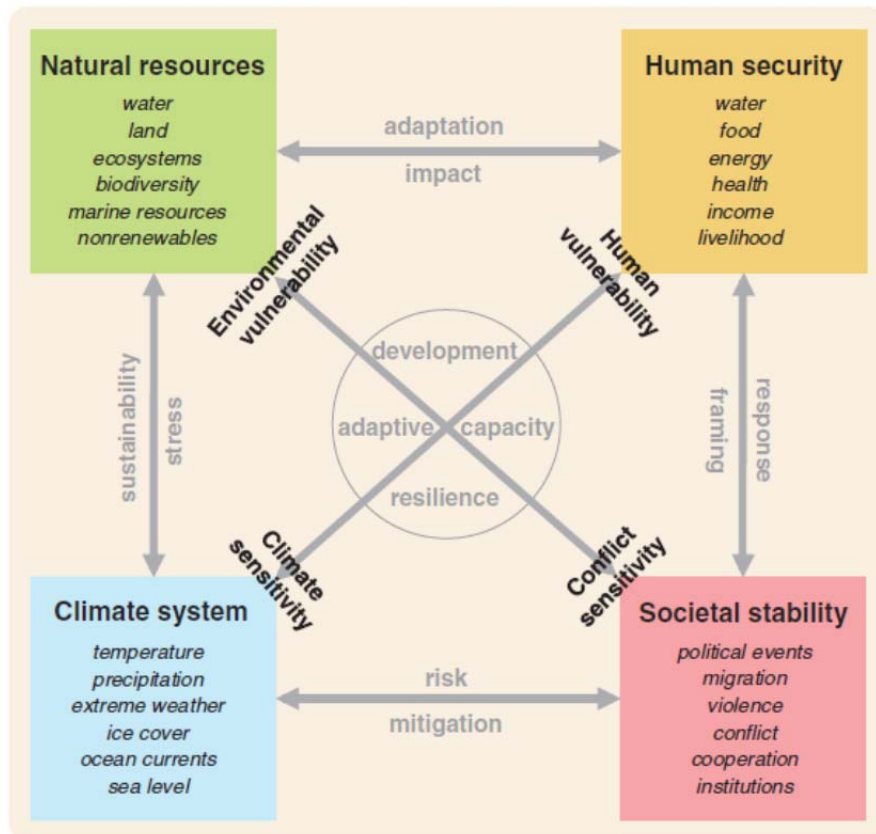 Natural resources
water
land
ecosystems
biodiversity
marine resources
nonrenewables
adaptation
impact
Human security
water
food
energy
health
income
livelihood
Environmental
vulnerability
Human
vulnerability
sustainability
stress
development
adaptive capacity
resilience
response
framing
Climate
sensitivity
Conflict
sensitivity
Climate system
temperature
precipitation
extreme weather
ice cover
ocean currents
sea level
risk
mitigation
Societal stability
political events
migration
violence
conflict
cooperation
institutions